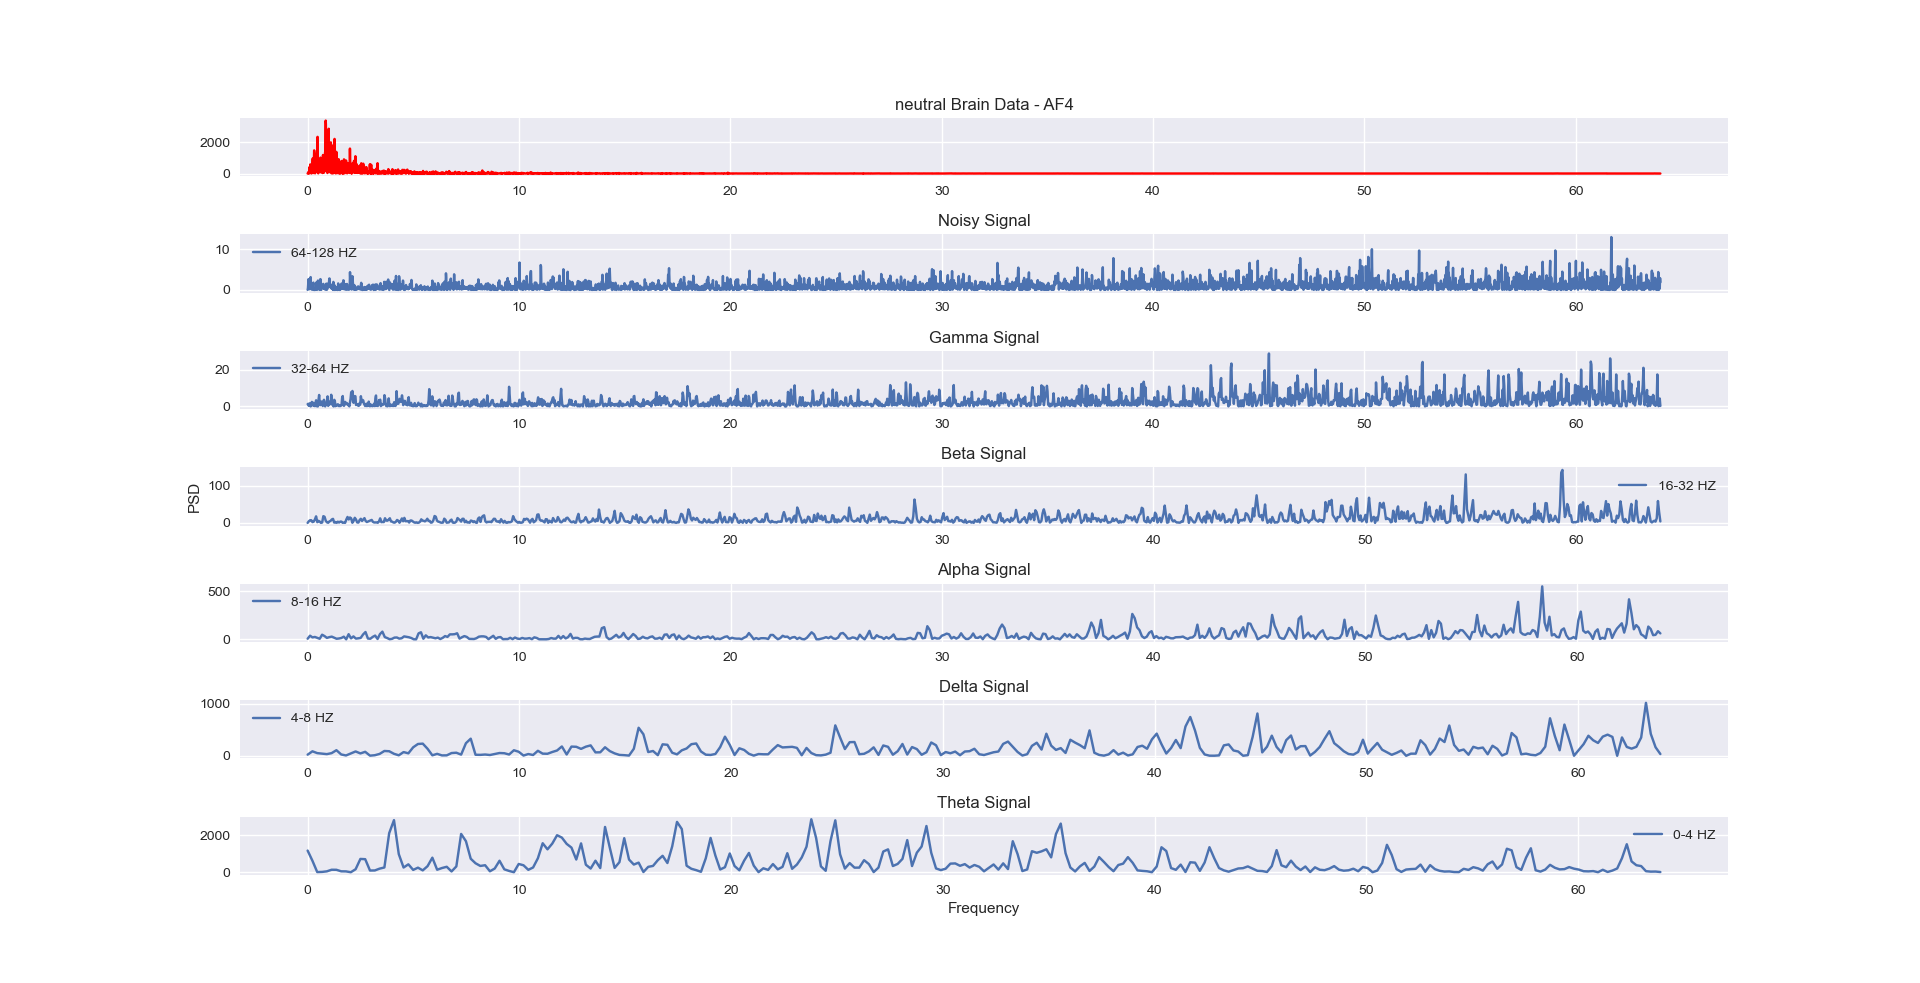 neutral Brain Data - AF4
2000
0
0 10 20 30 40 50 60
Noisy Signal
64-128 HZ
10
0
0 10 20 30 40 50 60
Gamma Signal
32-64 HZ
20
0
0 10 20 30 40 50 60
Beta Signal
16-32 HZ
100
0
PSD
0 10 20 30 40 50 60
Alpha Signal
8-16 HZ
500
0
0 10 20 30 40 50 60
Delta Signal
4-8 HZ
1000
0
0 10 20 30 40 50 60
Theta Signal
0-4 HZ
2000
0
0 10 20 30 40 50 60
Frequency